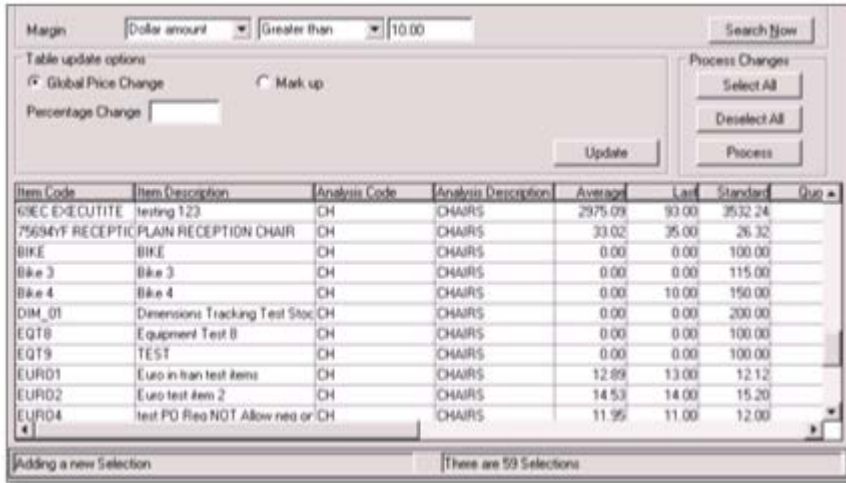 Margin Dollar amount Greater than 10.00 Search Now
Table update options Process Changes
Global Price Change Mark up Select All
Percentage Change Deselect All
Update Process
Item Code Item Description Analysis Code Analysis Description Average Last Standard Quo
69EC EXECUTITE testing 123 CH CHAIRS 2975.09 93.00 3532.24
75694YF RECEPTIC PLAIN RECEPTION CHAIR CH CHAIRS 33.02 35.00 26.32
BIKE BIKE CH CHAIRS 0.00 0.00 100.00
Bike 3 Bike 3 CH CHAIRS 0.00 0.00 115.00
Bike 4 Bike 4 CH CHAIRS 0.00 10.00 150.00
DIM_01 Dimensions Tracking Test Stoc CH CHAIRS 0.00 0.00 200.00
EQT8 Equipment Test 8 CH CHAIRS 0.00 0.00 100.00
EQT9 TEST CH CHAIRS 0.00 0.00 100.00
EURO1 Euro in tran test items CH CHAIRS 12.89 13.00 12.12
EURO2 Euro test item 2 CH CHAIRS 14.53 14.00 15.20
EURO4 test PO Req NOT Allow neg or CH CHAIRS 11.95 11.00 12.00
Adding a new Selection There are 59 Selections